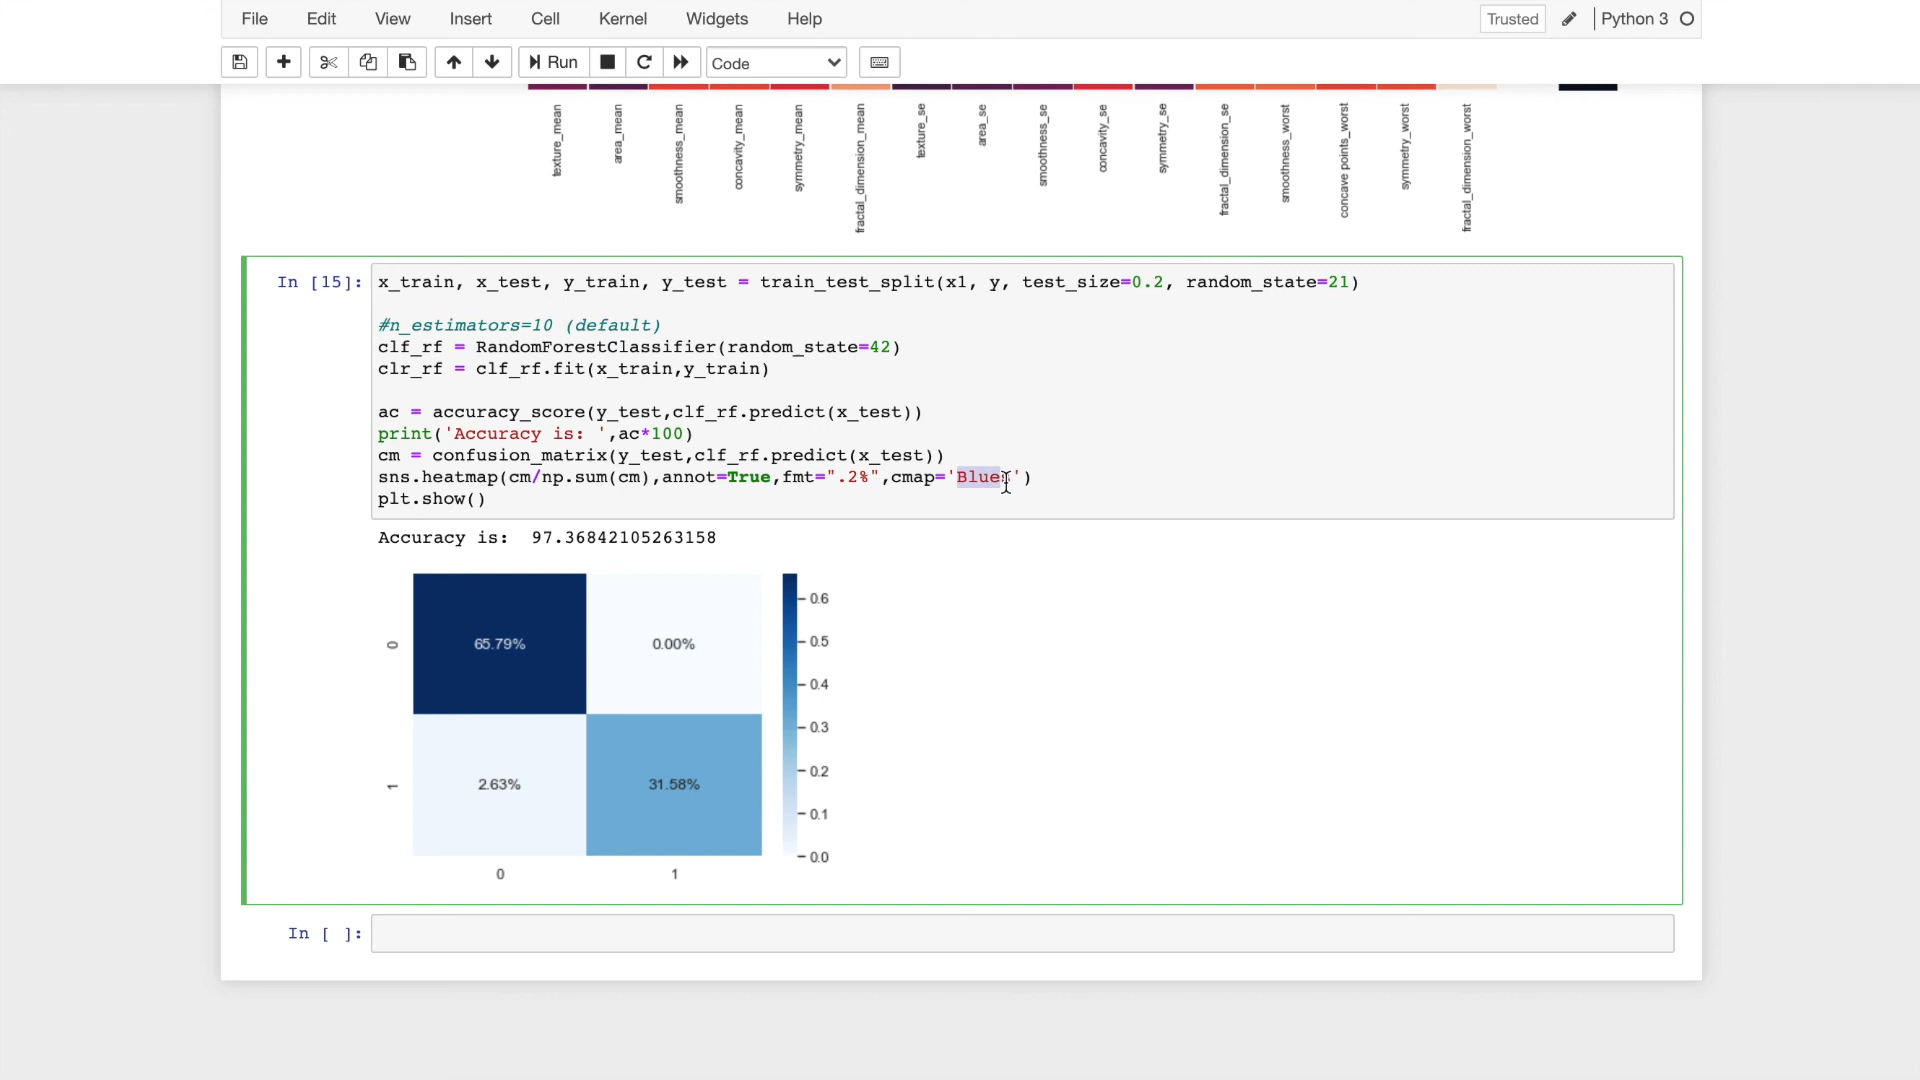 File Edit View Insert Cell Kernel Widgets Help Trusted Python 3
Run Code
texture_mean
area_mean
smoothness_mean
concavity_mean
symmetry_mean
fractal_dimension_mean
texture_se
area_se
smoothness_se
concavity_se
symmetry_se
fractal_dimension_se
smoothness_worst
concave points_worst
symmetry_worst
fractal_dimension_worst
In [15]: x_train, x_test, y_train, y_test = train_test_split(x1, y, test_size=0.2, random_state=21)
#n_estimators=10 (default)
clf_rf = RandomForestClassifier(random_state=42)
clr_rf = clf_rf.fit(x_train,y_train)
ac = accuracy_score(y_test,clf_rf.predict(x_test))
print('Accuracy is: ',ac*100)
cm = confusion_matrix(y_test,clf_rf.predict(x_test))
sns.heatmap(cm/np.sum(cm),annot=True,fmt=".2%",cmap='Blues')
plt.show()
Accuracy is:  97.36842105263158
0.6
0 65.79% 0.00%
0.5
0.4
0.3
0.2
1 2.63% 31.58%
0.1
0.0
0 1
In [ ]: